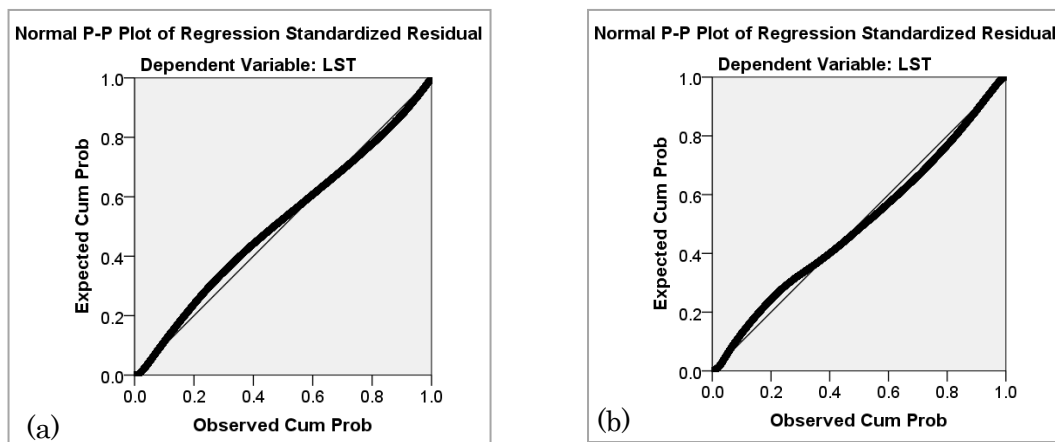 Normal P-P Plot of Regression Standardized Residual
Dependent Variable: LST
1.0
0.8
0.6
0.4
0.2
0.0
Expected Cum Prob
0.0 0.2 0.4 0.6 0.8 1.0
Observed Cum Prob
(a)
Normal P-P Plot of Regression Standardized Residual
Dependent Variable: LST
1.0
0.8
0.6
0.4
0.2
0.0
Expected Cum Prob
0.0 0.2 0.4 0.6 0.8 1.0
Observed Cum Prob
(b)